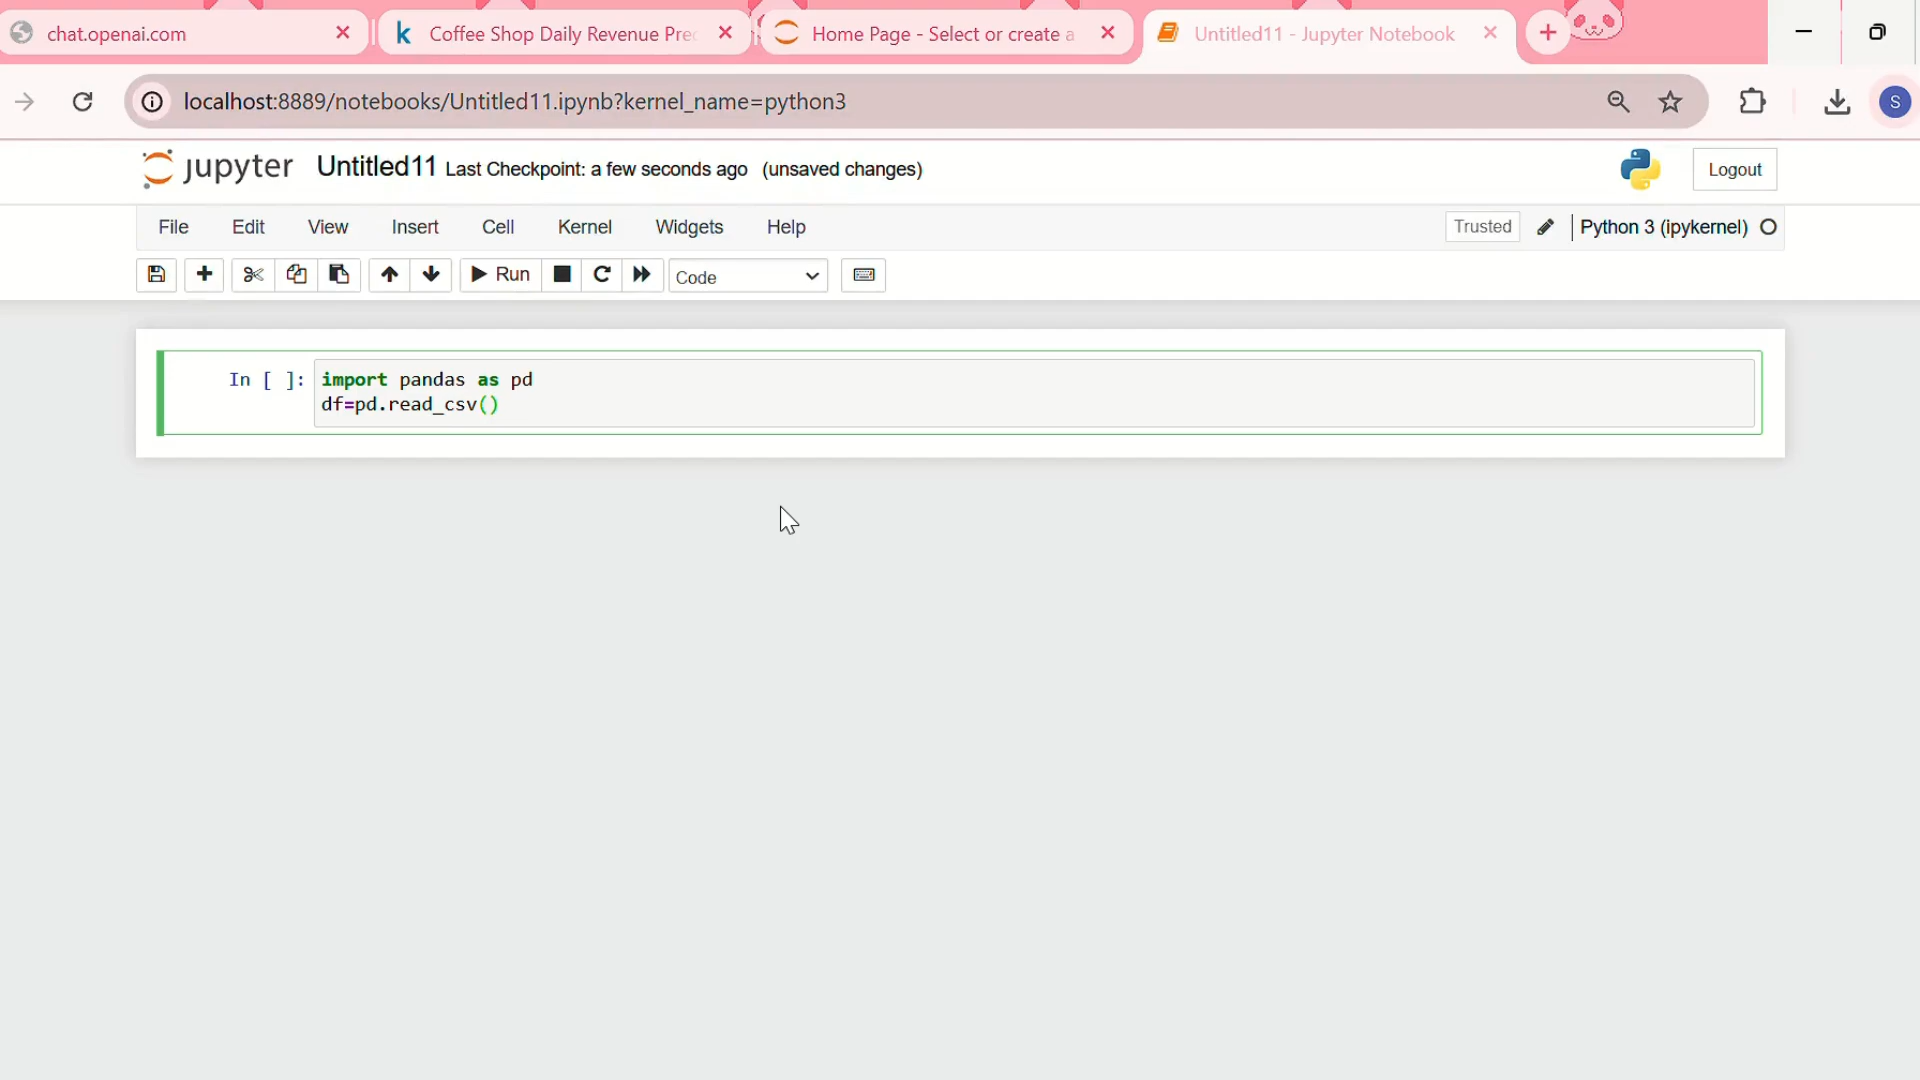 chat.openai.com
Coffee Shop Daily Revenue Prec
Home Page - Select or create a
Untitled11 - Jupyter Notebook
localhost:8889/notebooks/Untitled11.ipynb?kernel_name=python3
S
jupyter Untitled11 Last Checkpoint: a few seconds ago (unsaved changes)
Logout
File Edit View Insert Cell Kernel Widgets Help
Trusted
Python 3 (ipykernel)
Run
Code
In [ ]: import pandas as pd
df=pd.read_csv()